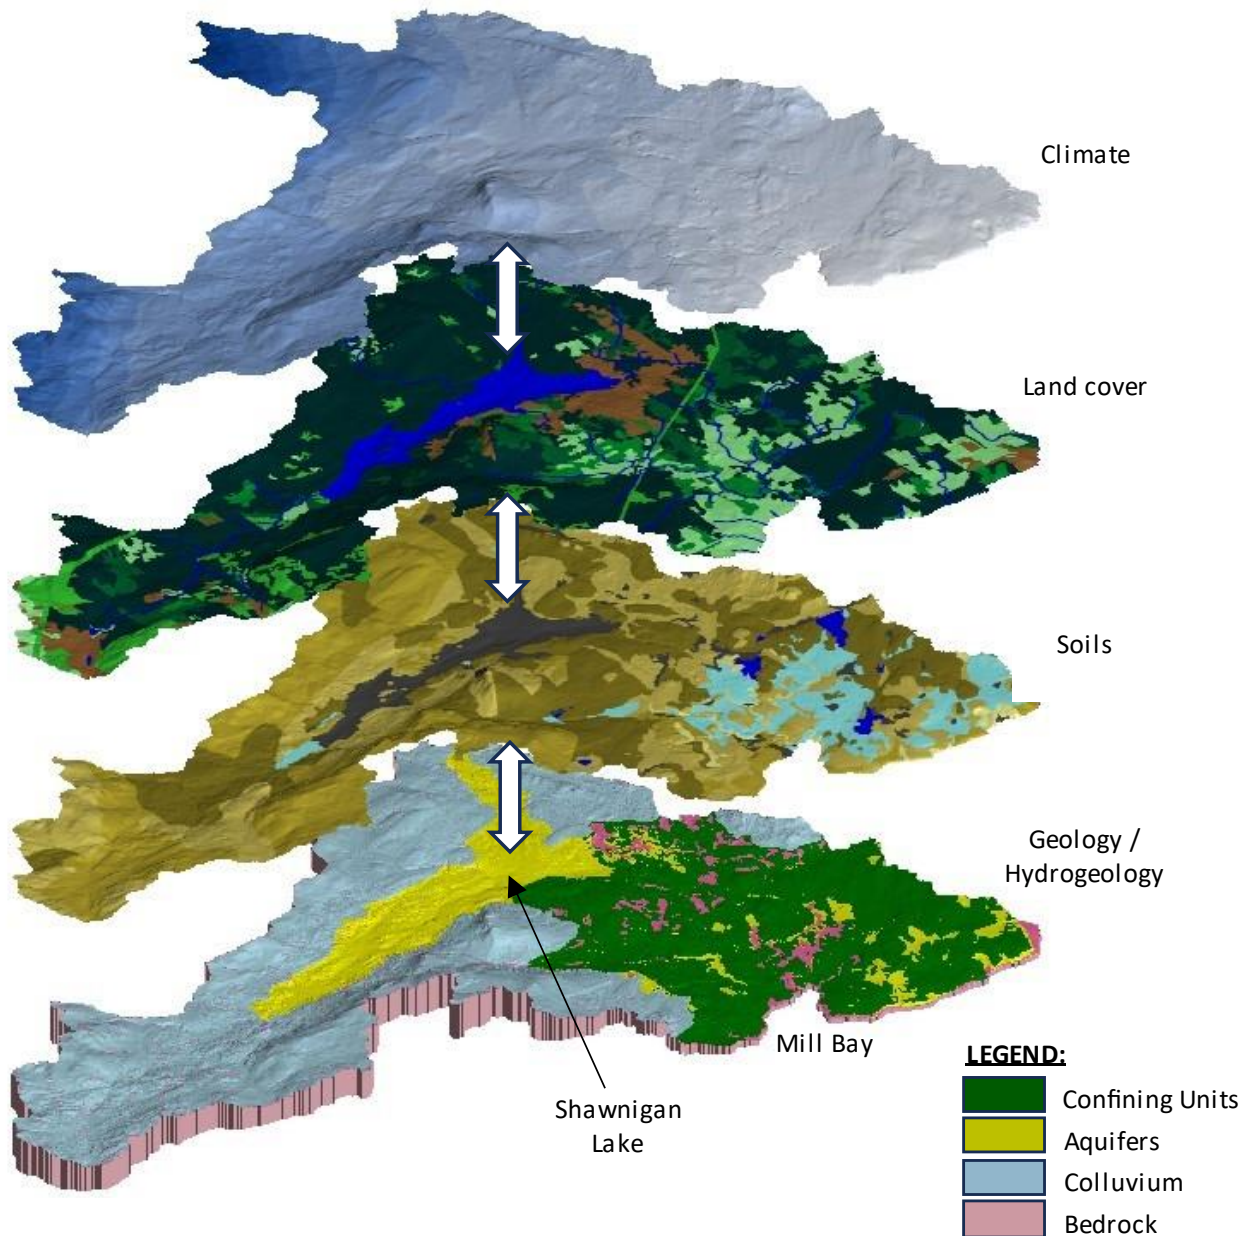 Climate
Land cover
Soils
Geology /
Hydrogeology
Mill Bay
Shawnigan
Lake
LEGEND:
Confining Units
Aquifers
Colluvium
Bedrock